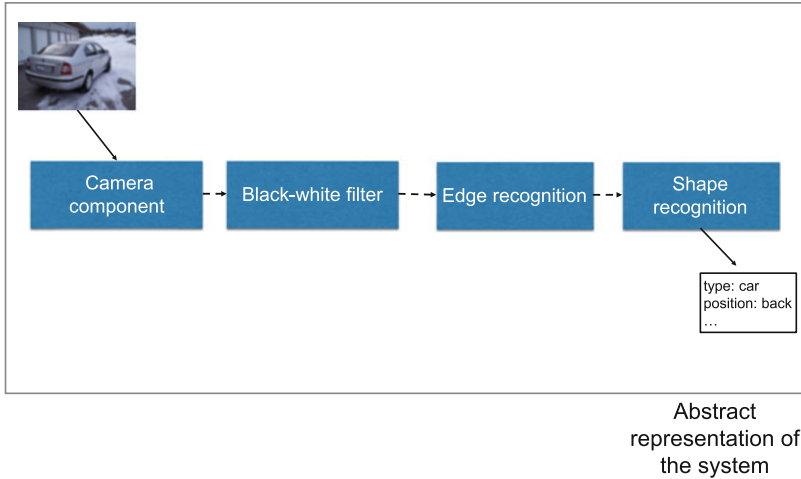 Camera
component
Black-white filter
Edge recognition
Shape
recognition
type: car
position: back
…
Abstract
representation of
the system